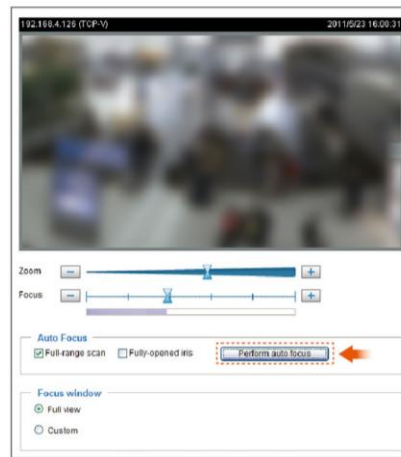 192.168.4.126 (TCP-V) 2011/5/23 16:08:31
Zoom
Focus
Auto Focus
Full-range scan Fully-opened iris Perform auto focus
Focus window
Full view
Custom